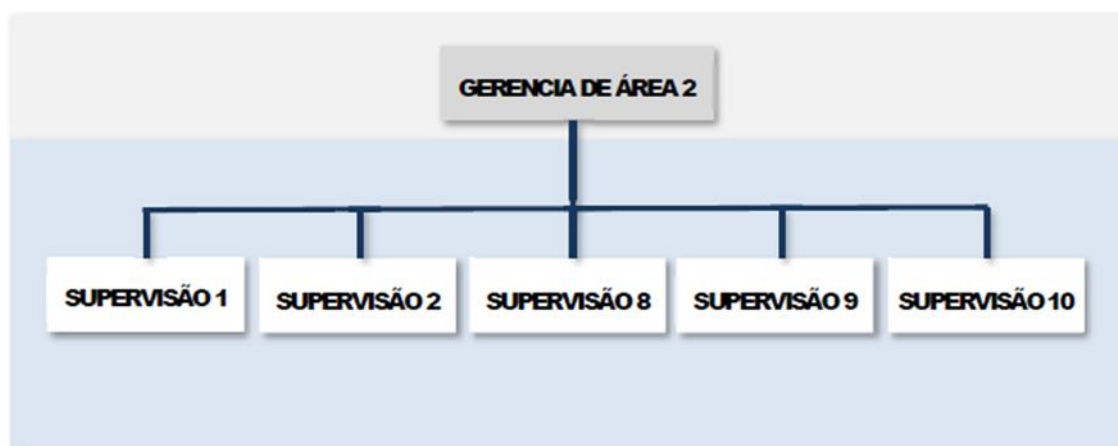 GERENCIA DE ÁREA 2
SUPERVISÃO 1
SUPERVISÃO 2
SUPERVISÃO 8
SUPERVISÃO 9
SUPERVISÃO 10